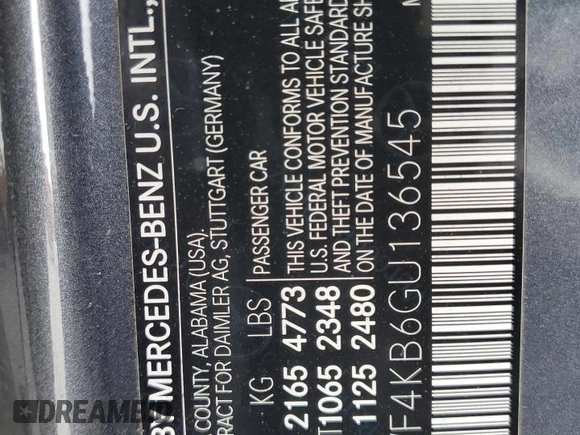 BY MERCEDES-BENZ U.S. INTL.,
COUNTY, ALABAMA (USA),
RACT FOR DAIMLER AG, STUTTGART (GERMANY)
KG LBS PASSENGER CAR
2165 4773 THIS VEHICLE CONFORMS TO ALL
1065 2348 U.S. FEDERAL MOTOR VEHICLE SAFE
1125 2480 AND THEFT PREVENTION STANDARD
ON THE DATE OF MANUFACTURE SH
F4KB6GU136545
DREAM